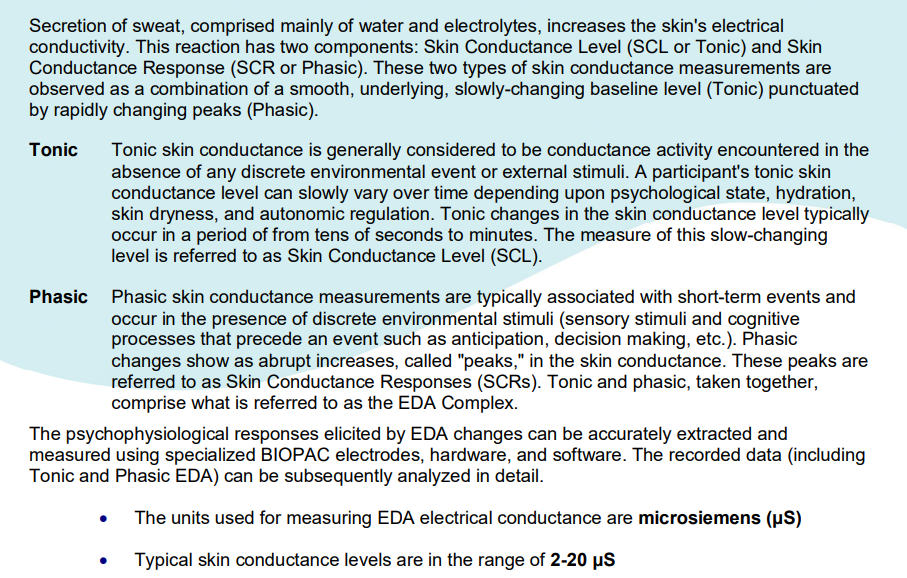 Secretion of sweat, comprised mainly of water and electrolytes, increases the skin's electrical
conductivity. This reaction has two components: Skin Conductance Level (SCL or Tonic) and Skin
Conductance Response (SCR or Phasic). These two types of skin conductance measurements are
observed as a combination of a smooth, underlying, slowly-changing baseline level (Tonic) punctuated
by rapidly changing peaks (Phasic).
Tonic Tonic skin conductance is generally considered to be conductance activity encountered in the
absence of any discrete environmental event or external stimuli. A participant's tonic skin
conductance level can slowly vary over time depending upon psychological state, hydration,
skin dryness, and autonomic regulation. Tonic changes in the skin conductance level typically
occur in a period of from tens of seconds to minutes. The measure of this slow-changing
level is referred to as Skin Conductance Level (SCL).
Phasic Phasic skin conductance measurements are typically associated with short-term events and
occur in the presence of discrete environmental stimuli (sensory stimuli and cognitive
processes that precede an event such as anticipation, decision making, etc.). Phasic
changes show as abrupt increases, called "peaks," in the skin conductance. These peaks are
referred to as Skin Conductance Responses (SCRs). Tonic and phasic, taken together,
comprise what is referred to as the EDA Complex.
The psychophysiological responses elicited by EDA changes can be accurately extracted and
measured using specialized BIOPAC electrodes, hardware, and software. The recorded data (including
Tonic and Phasic EDA) can be subsequently analyzed in detail.
• The units used for measuring EDA electrical conductance are microsiemens (µS)
• Typical skin conductance levels are in the range of 2-20 µS